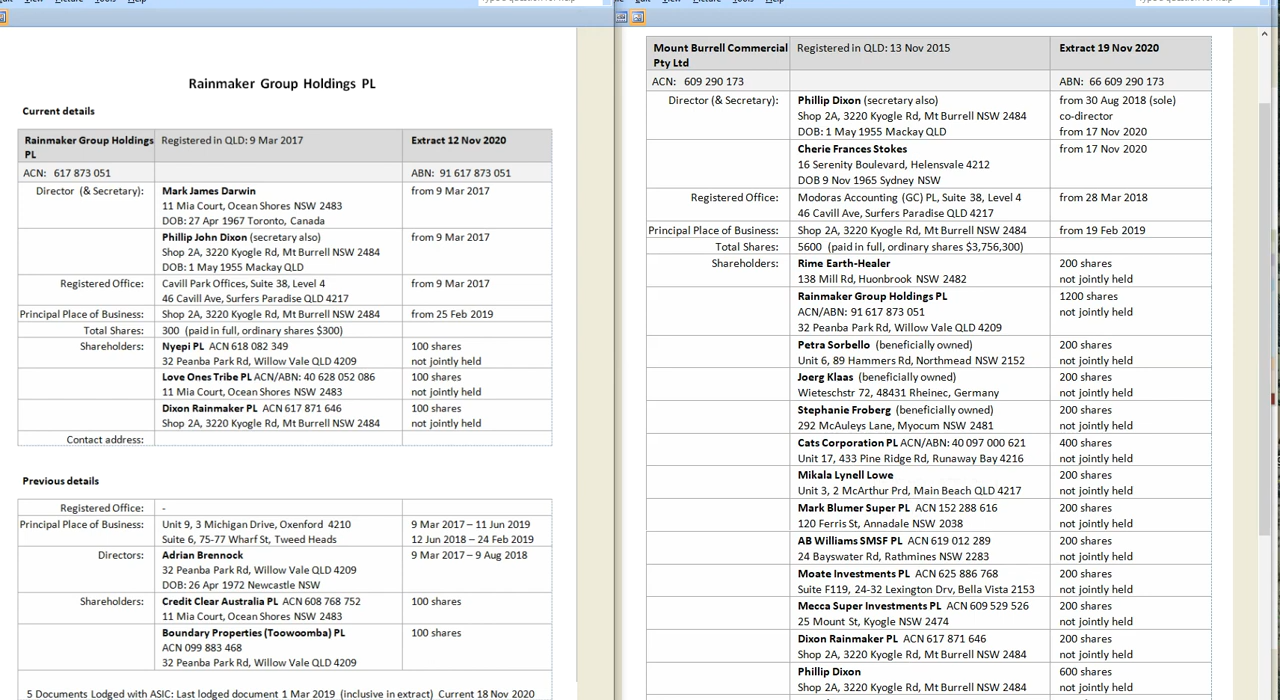 Rainmaker Group Holdings PL
Current details
Rainmaker Group Holdings PL Registered in QLD: 9 Mar 2017 Extract 12 Nov 2020
ACN: 617 873 051 ABN: 91 617 873 051
Director (& Secretary): Mark James Darwin from 9 Mar 2017
11 Mia Court, Ocean Shores NSW 2483
DOB: 27 Apr 1967 Toronto, Canada
Phillip John Dixon (secretary also) from 9 Mar 2017
Shop 2A, 3220 Kyogle Rd, Mt Burrell NSW 2484
DOB: 1 May 1955 Mackay QLD
Registered Office: Cavill Park Offices, Suite 38, Level 4 from 9 Mar 2017
46 Cavill Ave, Surfers Paradise QLD 4217
Principal Place of Business: Shop 2A, 3220 Kyogle Rd, Mt Burrell NSW 2484 from 25 Feb 2019
Total Shares: 300 (paid in full, ordinary shares $300)
Shareholders: Nyepi PL ACN 618 082 349 100 shares
32 Peanba Park Rd, Willow Vale QLD 4209 not jointly held
Love Ones Tribe PL ACN/ABN: 40 628 052 086 100 shares
11 Mia Court, Ocean Shores NSW 2483 not jointly held
Dixon Rainmaker PL ACN 617 871 646 100 shares
Shop 2A, 3220 Kyogle Rd, Mt Burrell NSW 2484 not jointly held
Contact address:
Previous details
Registered Office: -
Principal Place of Business: Unit 9, 3 Michigan Drive, Oxenford 4210 9 Mar 2017 – 11 Jun 2019
Suite 6, 75-77 Wharf St, Tweed Heads 12 Jun 2018 – 24 Feb 2019
Directors: Adrian Brennock 9 Mar 2017 – 9 Aug 2018
32 Peanba Park Rd, Willow Vale QLD 4209
DOB: 26 Apr 1972 Newcastle NSW
Shareholders: Credit Clear Australia PL ACN 608 768 752 100 shares
11 Mia Court, Ocean Shores NSW 2483
Boundary Properties (Toowoomba) PL 100 shares
ACN 099 883 468
32 Peanba Park Rd, Willow Vale QLD 4209
5 Documents Lodged with ASIC: Last lodged document 1 Mar 2019 (inclusive in extract) Current 18 Nov 2020
Mount Burrell Commercial Pty Ltd Registered in QLD: 13 Nov 2015 Extract 19 Nov 2020
ACN: 609 290 173 ABN: 66 609 290 173
Director (& Secretary): Phillip Dixon (secretary also) from 30 Aug 2018 (sole)
Shop 2A, 3220 Kyogle Rd, Mt Burrell NSW 2484 co-director
DOB: 1 May 1955 Mackay QLD from 17 Nov 2020
Cherie Frances Stokes from 17 Nov 2020
16 Serenity Boulevard, Helensvale 4212
DOB 9 Nov 1965 Sydney NSW
Registered Office: Modoras Accounting (GC) PL, Suite 38, Level 4 from 28 Mar 2018
46 Cavill Ave, Surfers Paradise QLD 4217
Principal Place of Business: Shop 2A, 3220 Kyogle Rd, Mt Burrell NSW 2484 from 19 Feb 2019
Total Shares: 5600 (paid in full, ordinary shares $3,756,300)
Shareholders: Rime Earth-Healer 200 shares
138 Mill Rd, Huonbrook NSW 2482 not jointly held
Rainmaker Group Holdings PL 1200 shares
ACN/ABN: 91 617 873 051 not jointly held
32 Peanba Park Rd, Willow Vale QLD 4209
Petra Sorbello (beneficially owned) 200 shares
Unit 6, 89 Hammers Rd, Northmead NSW 2152 not jointly held
Joerg Klaas (beneficially owned) 200 shares
Wieteschstr 72, 48431 Rheinec, Germany not jointly held
Stephanie Froberg (beneficially owned) 200 shares
292 McAuleys Lane, Myocum NSW 2481 not jointly held
Cats Corporation PL ACN/ABN: 40 097 000 621 400 shares
Unit 17, 433 Pine Ridge Rd, Runaway Bay 4216 not jointly held
Mikala Lynell Lowe 200 shares
Unit 3, 2 McArthur Prd, Main Beach QLD 4217 not jointly held
Mark Blumer Super PL ACN 152 288 616 200 shares
120 Ferris St, Annadale NSW 2038 not jointly held
AB Williams SMSF PL ACN 619 012 289 200 shares
24 Bayswater Rd, Rathmines NSW 2283 not jointly held
Moate Investments PL ACN 625 886 768 200 shares
Suite F119, 24-32 Lexington Drv, Bella Vista 2153 not jointly held
Mecca Super Investments PL ACN 609 529 526 200 shares
25 Mount St, Kyogle NSW 2474 not jointly held
Dixon Rainmaker PL ACN 617 871 646 200 shares
Shop 2A, 3220 Kyogle Rd, Mt Burrell NSW 2484 not jointly held
Phillip Dixon 600 shares
Shop 2A, 3220 Kyogle Rd, Mt Burrell NSW 2484 not jointly held